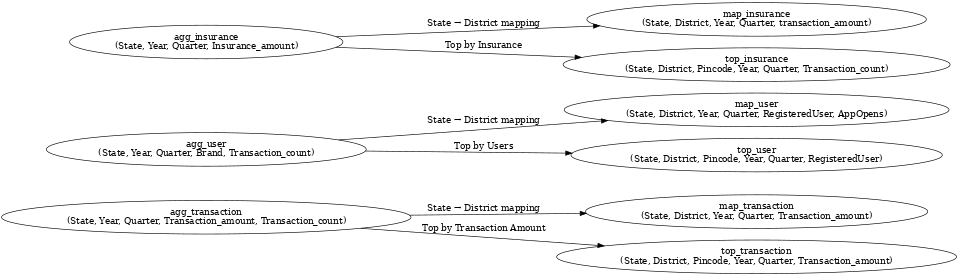 agg_insurance
(State, Year, Quarter, Insurance_amount)
State → District mapping
Top by Insurance
map_insurance
(State, District, Year, Quarter, transaction_amount)
top_insurance
(State, District, Pincode, Year, Quarter, Transaction_count)
agg_user
(State, Year, Quarter, Brand, Transaction_count)
State → District mapping
Top by Users
map_user
(State, District, Year, Quarter, RegisteredUser, AppOpens)
top_user
(State, District, Pincode, Year, Quarter, RegisteredUser)
agg_transaction
(State, Year, Quarter, Transaction_amount, Transaction_count)
State → District mapping
Top by Transaction Amount
map_transaction
(State, District, Year, Quarter, Transaction_amount)
top_transaction
(State, District, Pincode, Year, Quarter, Transaction_amount)